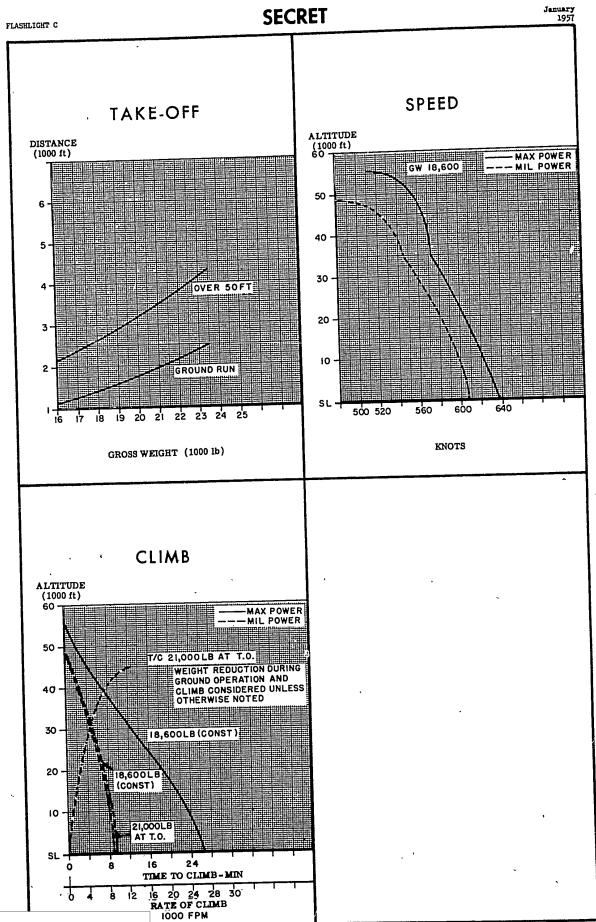 FLASHLIGHT C
SECRET
January
1957
TAKE-OFF
DISTANCE
(1000 ft)
6
5
4
3
2
1
OVER 50FT
GROUND RUN
16 17 18 19 20 21 22 23 24 25
GROSS WEIGHT (1000 lb)
SPEED
ALTITUDE
(1000 ft)
60
50
40
30
20
10
SL
GW 18,600
MAX POWER
MIL POWER
500 520 560 600 640
KNOTS
CLIMB
ALTITUDE
(1000 ft)
60
50
40
30
20
10
SL
MAX POWER
MIL POWER
T/C 21,000LB AT T.O.
WEIGHT REDUCTION DURING
GROUND OPERATION AND
CLIMB CONSIDERED UNLESS
OTHERWISE NOTED
18,600LB (CONST)
18,600LB
(CONST)
21,000LB
AT T.O.
0 8 16 24
TIME TO CLIMB-MIN
0 4 8 12 16 20 24 28 30
RATE OF CLIMB
1000 FPM